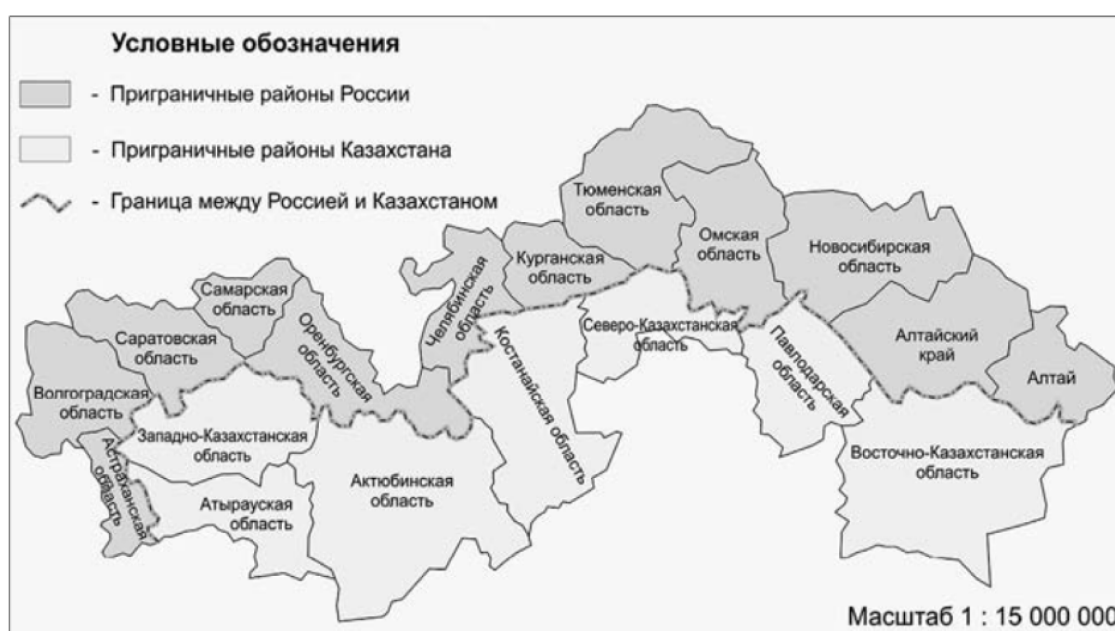 Условные обозначения
- Приграничные районы России
- Приграничные районы Казахстана
- Граница между Россией и Казахстаном
Тюменская
область
Омская
область
Новосибирская
область
Курганская
область
Челябинская
область
Самарская
область
Оренбургская
область
Саратовская
область
Волгоградская
область
Астраханская
область
Западно-Казахстанская
область
Атырауская
область
Актюбинская
область
Костанайская область
Северо-Казахстанская
область
Павлодарская
область
Алтайский
край
Алтай
Восточно-Казахстанская
область
Масштаб 1 : 15 000 000